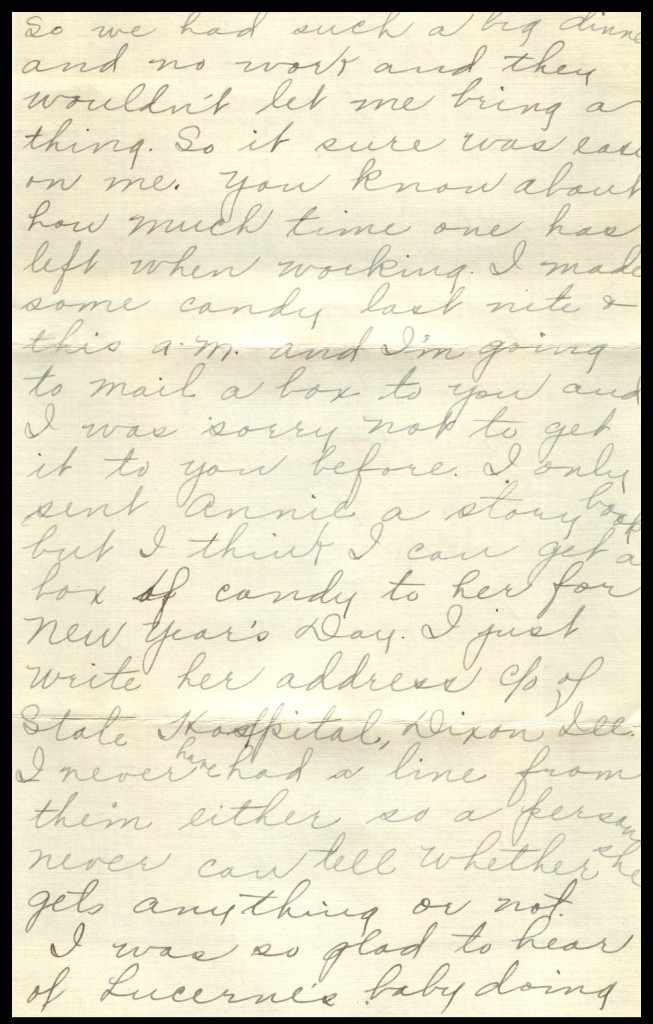 So we had such a big dinne
and no work and they
wouldn't let me bring a
thing. So it sure was easy
on me. You know about
how much time one has
left when working. I made
some candy last nite &
this a.m. and I'm going
to mail a box to you and
I was sorry not to get
it to you before. I only
sent Annie a story book
but I think I can get a
box of candy to her for
New Year's Day. I just
write her address c/o of
State Hospital, Dixon Ill.
I never have had a line from
them either so a person
never can tell whether she
gets anything or not.
I was so glad to hear
of Lucerne's baby doing